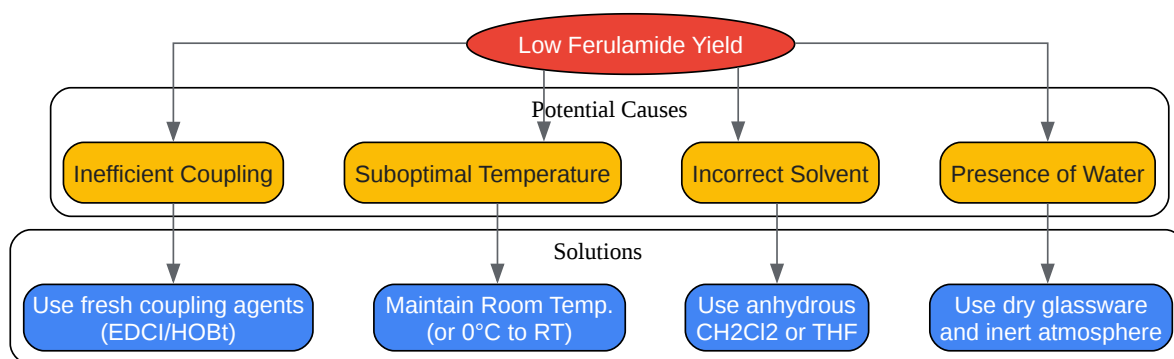 Low Ferulamide Yield
Potential Causes
Inefficient Coupling
Suboptimal Temperature
Incorrect Solvent
Presence of Water
Solutions
Use fresh coupling agents
(EDCI/HOBt)
Maintain Room Temp.
(or 0°C to RT)
Use anhydrous
CH2Cl2 or THF
Use dry glassware
and inert atmosphere